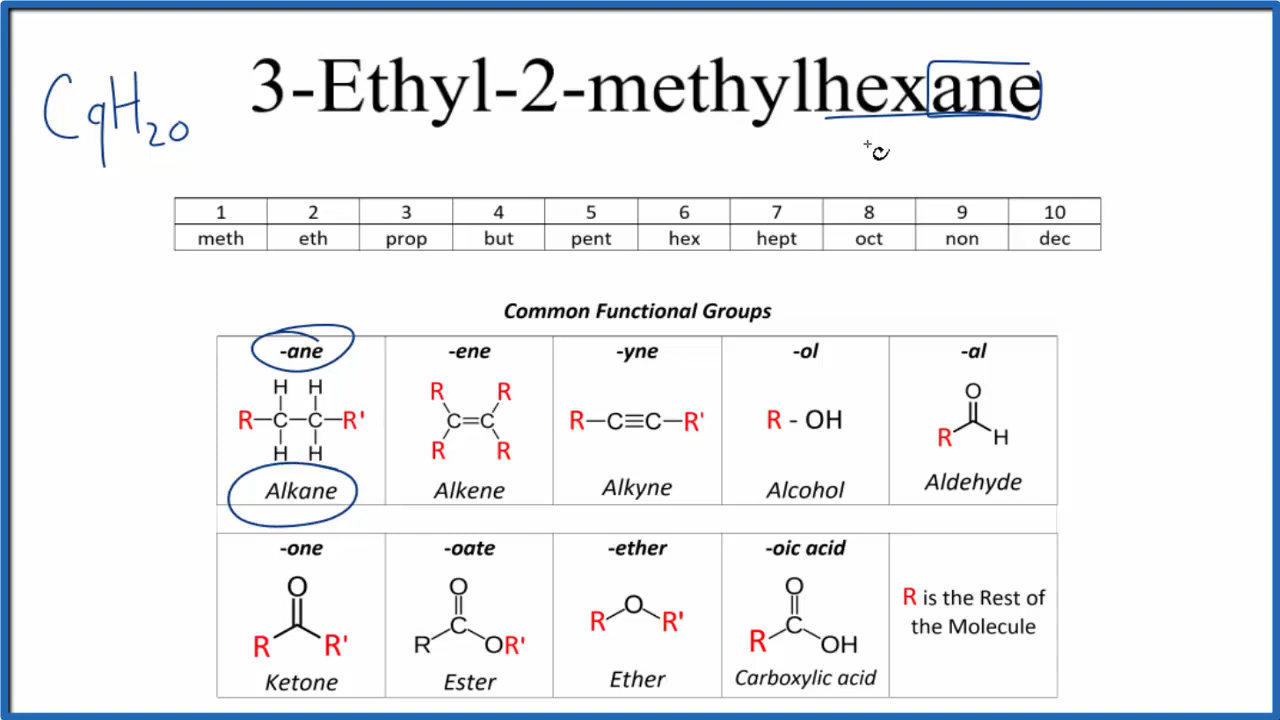 C9H20
3-Ethyl-2-methylhexane
1 2 3 4 5 6 7 8 9 10
meth eth prop but pent hex hept oct non dec
Common Functional Groups
-ane -ene -yne -ol -al
H H
R-C-C-R'
H H
R R
C=C
R R
R-C≡C-R'
R - OH
O
R H
Alkane Alkene Alkyne Alcohol Aldehyde
-one -oate -ether -oic acid
O
R R'
O
R C OR'
R O R'
O
R C OH
R is the Rest of
the Molecule
Ketone Ester Ether Carboxylic acid